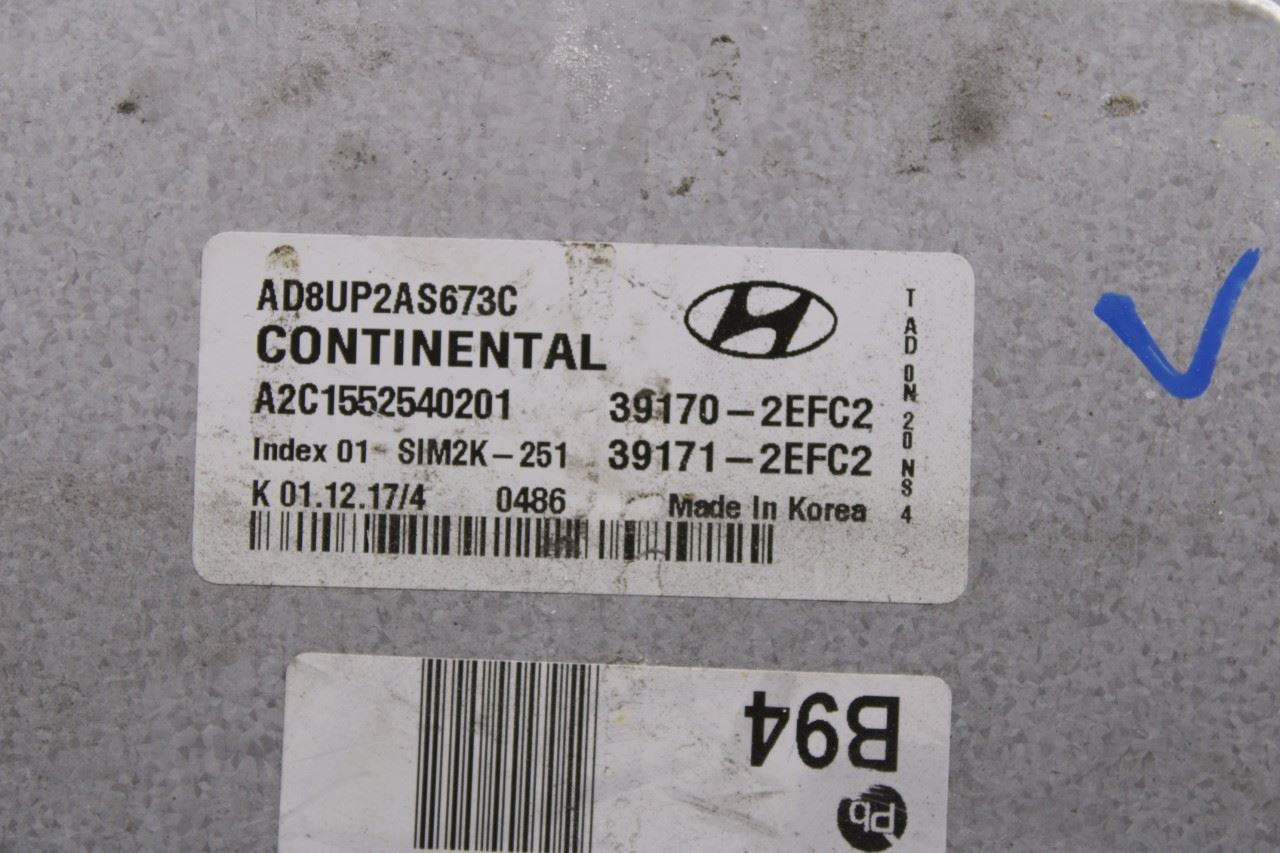 AD8UP2AS673C
CONTINENTAL
A2C1552540201 39170-2EFC2
Index 01 SIM2K-251 39171-2EFC2
K 01.12.17/4 0486 Made In Korea
TAD ON 20 NS 4
B94
Pb